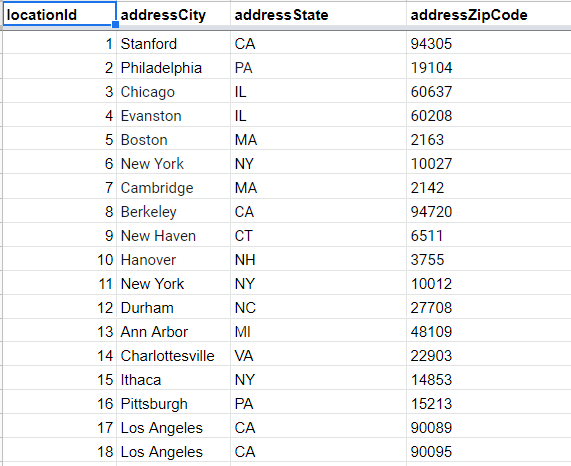 locationId addressCity addressState addressZipCode
1 Stanford CA 94305
2 Philadelphia PA 19104
3 Chicago IL 60637
4 Evanston IL 60208
5 Boston MA 2163
6 New York NY 10027
7 Cambridge MA 2142
8 Berkeley CA 94720
9 New Haven CT 6511
10 Hanover NH 3755
11 New York NY 10012
12 Durham NC 27708
13 Ann Arbor MI 48109
14 Charlottesville VA 22903
15 Ithaca NY 14853
16 Pittsburgh PA 15213
17 Los Angeles CA 90089
18 Los Angeles CA 90095